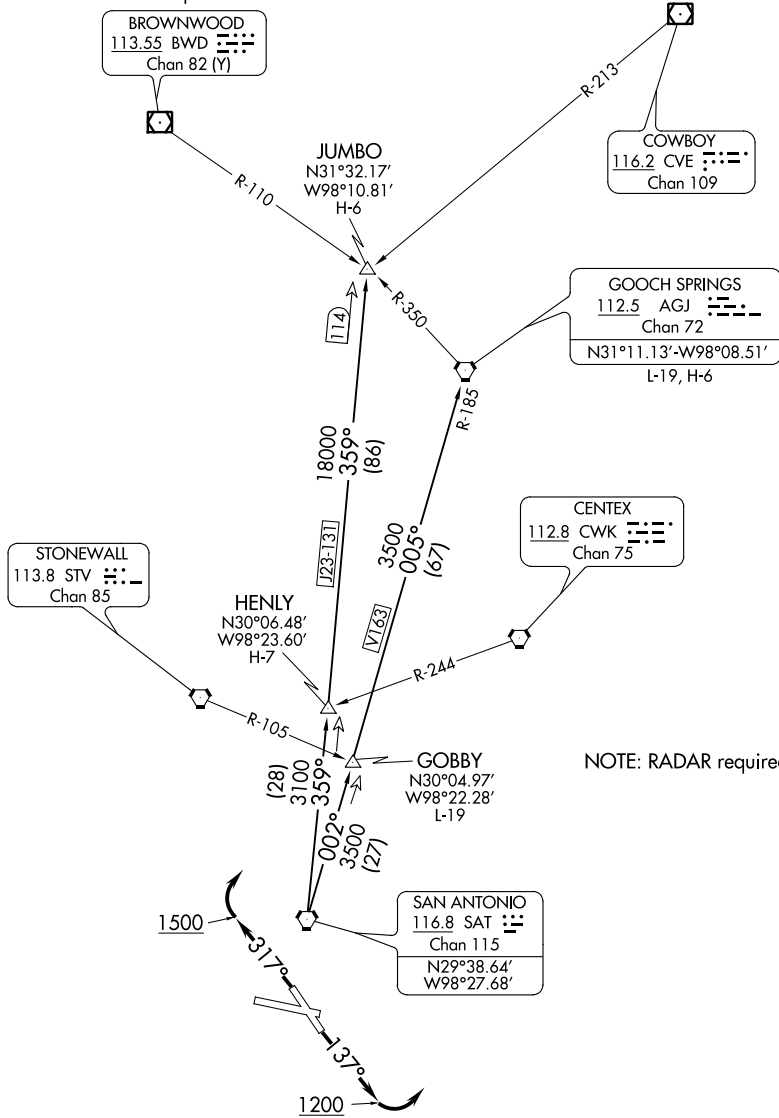 BROWNWOOD
113.55 BWD
Chan 82 (Y)
R-213
COWBOY
116.2 CVE
Chan 109
JUMBO
N31°32.17’
W98°10.81’
H-6
R-110
GOOCH SPRINGS
112.5 AGJ
Chan 72
N31°11.13’-W98°08.51’
L-19, H-6
R-350
114
R-185
18000
359°
(86)
3500
005°
(67)
CENTEX
112.8 CWK
Chan 75
STONEWALL
113.8 STV
Chan 85
J23-131
V163
HENLY
N30°06.48’
W98°23.60’
H-7
R-244
R-105
GOBBY
N30°04.97’
W98°22.28’
L-19
NOTE: RADAR required
(28)
3100
359°
002°
3500
(27)
SAN ANTONIO
116.8 SAT
Chan 115
N29°38.64’
W98°27.68’
1500
317°
137°
1200